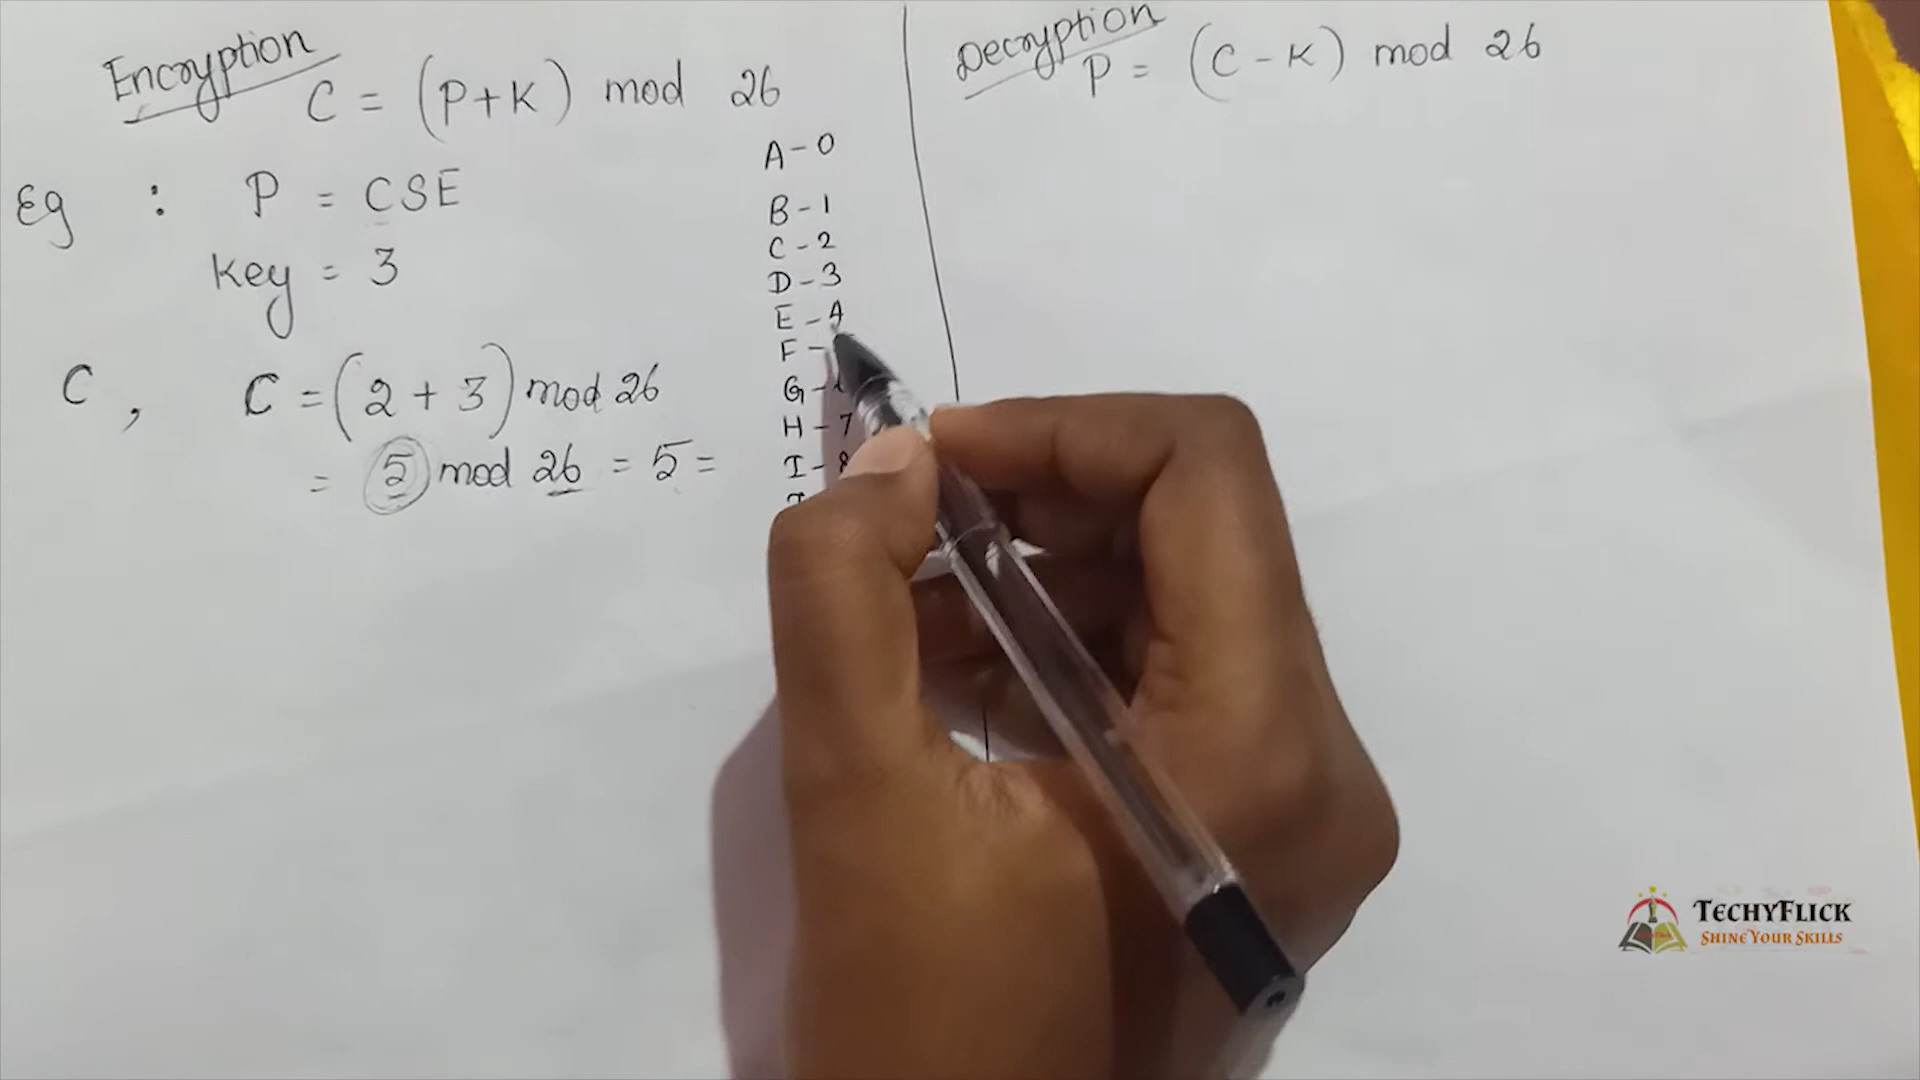 Encryption
C = (P+K) mod 26
Eg : P = CSE
Key = 3
C, C = (2 + 3) mod 26
= 5 mod 26 = 5 =
A - 0
B - 1
C - 2
D - 3
E - 4
F -
G -
H - 7
I - 8
Decryption
P = (C - K) mod 26
TECHYFLICK
SHINE YOUR SKILLS